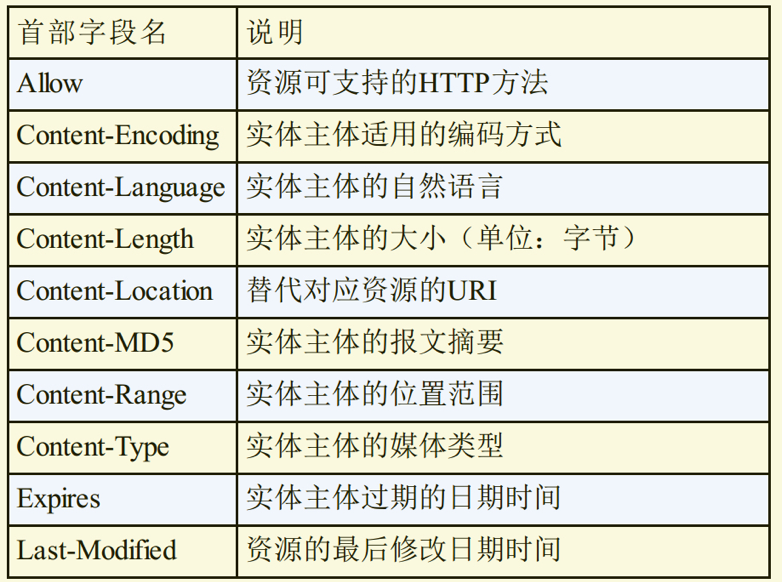 首部字段名 说明
Allow 资源可支持的HTTP方法
Content-Encoding 实体主体适用的编码方式
Content-Language 实体主体的自然语言
Content-Length 实体主体的大小（单位：字节）
Content-Location 替代对应资源的URI
Content-MD5 实体主体的报文摘要
Content-Range 实体主体的位置范围
Content-Type 实体主体的媒体类型
Expires 实体主体过期的日期时间
Last-Modified 资源的最后修改日期时间